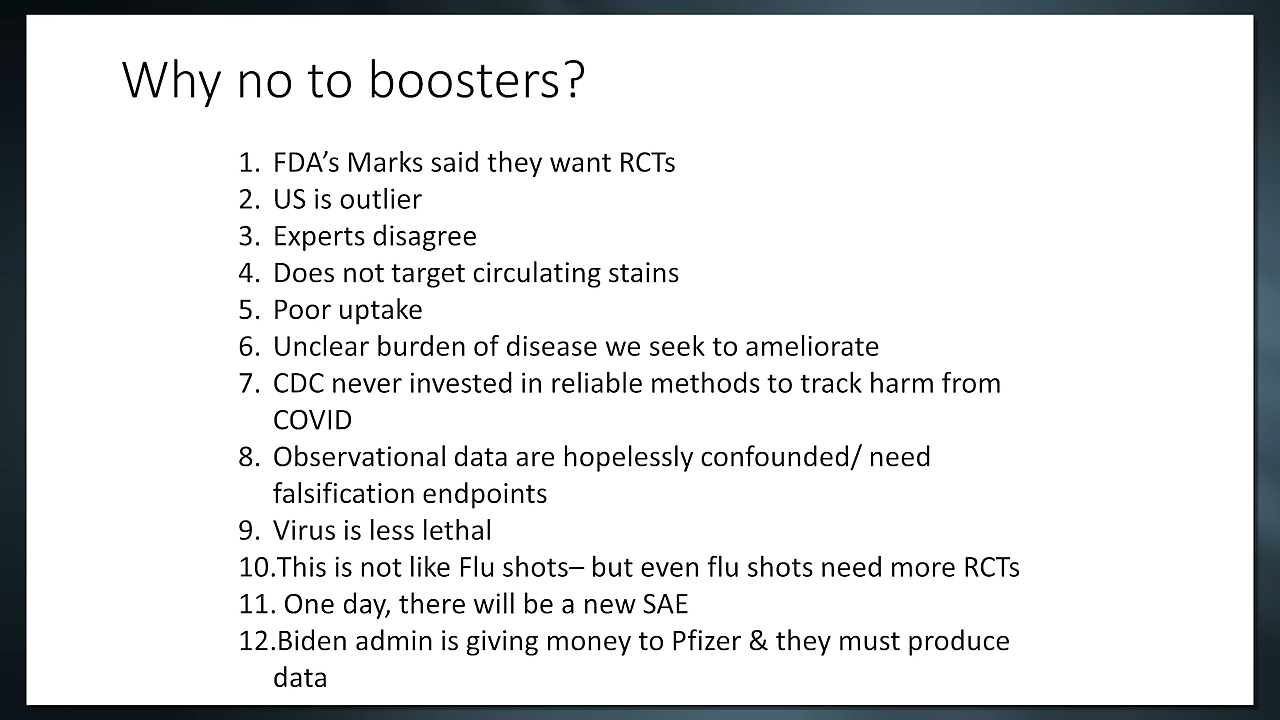 Why no to boosters?
1. FDA’s Marks said they want RCTs
2. US is outlier
3. Experts disagree
4. Does not target circulating stains
5. Poor uptake
6. Unclear burden of disease we seek to ameliorate
7. CDC never invested in reliable methods to track harm from
COVID
8. Observational data are hopelessly confounded/ need
falsification endpoints
9. Virus is less lethal
10.This is not like Flu shots– but even flu shots need more RCTs
11. One day, there will be a new SAE
12.Biden admin is giving money to Pfizer & they must produce
data